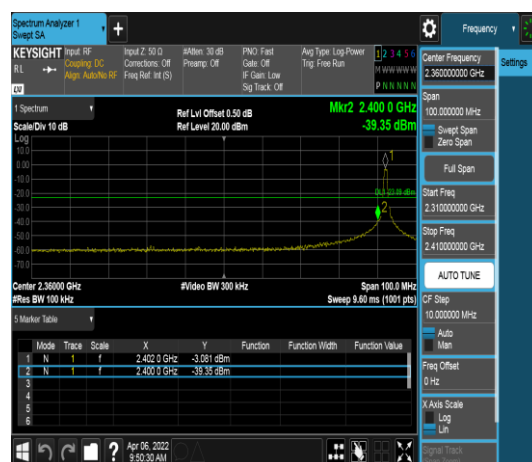 Spectrum Analyzer 1
Swept SA
+
Frequency
KEYSIGHT
RL
LXI
Input: RF
Coupling: DC
Align: Auto/No RF
Input Z: 50 Ω
Corrections: Off
Freq Ref: Int (S)
#Atten: 30 dB
Preamp: Off
PNO: Fast
Gate: Off
IF Gain: Low
Sig Track: Off
Avg Type: Log-Power
Trig: Free Run
1 2 3 4 5 6
M W W W W W
P N N N N N
1 Spectrum
Scale/Div 10 dB
Ref Lvl Offset 0.50 dB
Ref Level 20.00 dBm
Mkr2 2.400 0 GHz
-39.35 dBm
Log
10.0
0.00
-10.0
-20.0
-30.0
-40.0
-50.0
-60.0
-70.0
1
2
Center 2.36000 GHz
#Res BW 100 kHz
#Video BW 300 kHz
Span 100.0 MHz
Sweep 9.60 ms (1001 pts)
5 Marker Table
Mode Trace Scale X Y Function Function Width Function Value
1 N 1 f 2.402 0 GHz -3.081 dBm
2 N 1 f 2.400 0 GHz -39.35 dBm
3
4
5
6
Apr 06, 2022
9:50:30 AM
Center Frequency
2.360000000 GHz
Settings
Span
100.000000 MHz
Swept Span
Zero Span
Full Span
Start Freq
2.310000000 GHz
Stop Freq
2.410000000 GHz
AUTO TUNE
CF Step
10.000000 MHz
Auto
Man
Freq Offset
0 Hz
X Axis Scale
Log
Lin
Signal Track